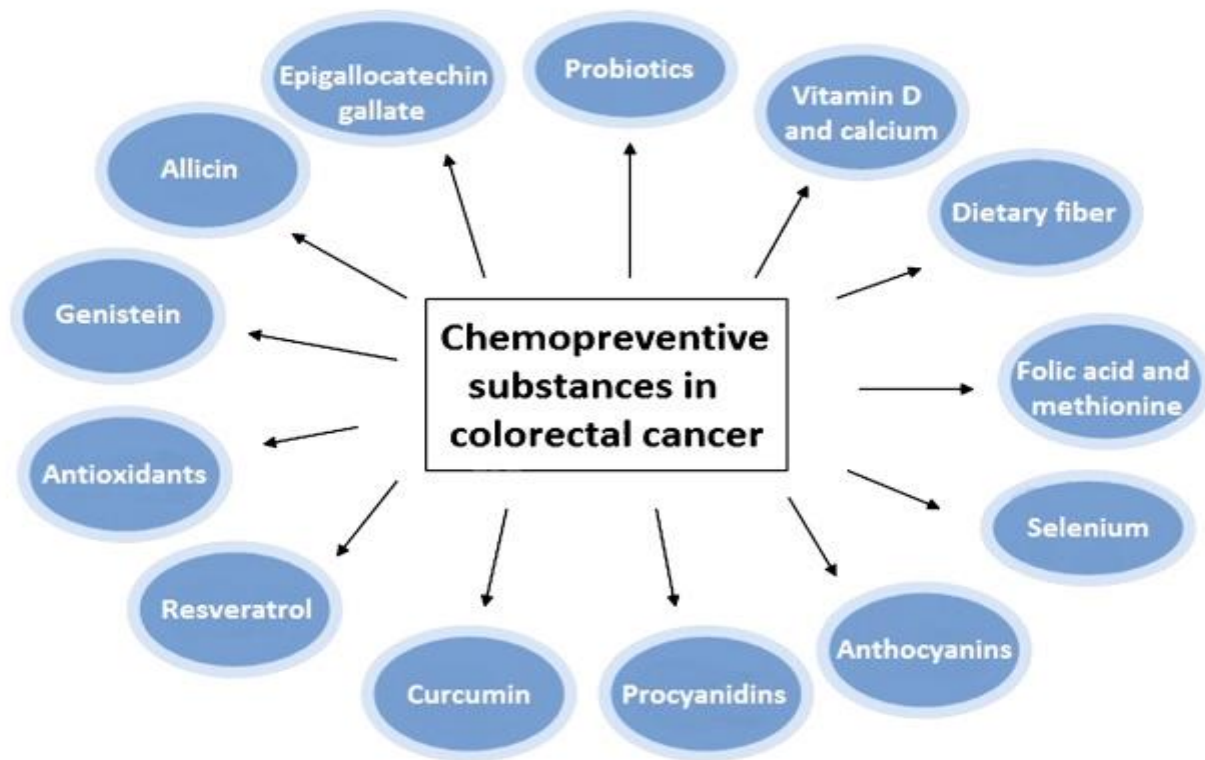 Epigallocatechin
gallate
Probiotics
Vitamin D
and calcium
Allicin
Dietary fiber
Genistein
Chemopreventive
substances in
colorectal cancer
Folic acid and
methionine
Antioxidants
Selenium
Resveratrol
Anthocyanins
Curcumin
Procyanidins